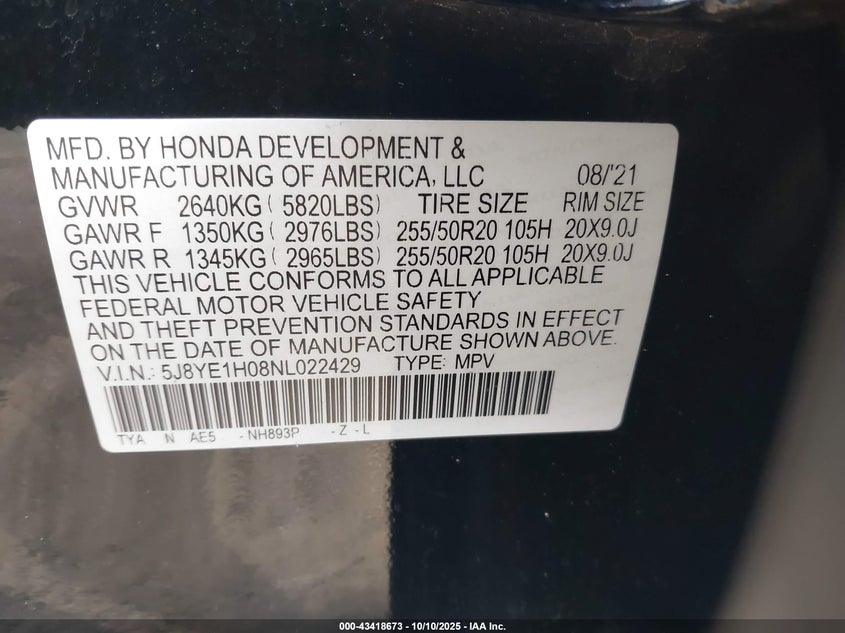 MFD. BY HONDA DEVELOPMENT &
MANUFACTURING OF AMERICA, LLC 08/'21
GVWR 2640KG ( 5820LBS) TIRE SIZE RIM SIZE
GAWR F 1350KG ( 2976LBS) 255/50R20 105H 20X9.0J
GAWR R 1345KG ( 2965LBS) 255/50R20 105H 20X9.0J
THIS VEHICLE CONFORMS TO ALL APPLICABLE
FEDERAL MOTOR VEHICLE SAFETY
AND THEFT PREVENTION STANDARDS IN EFFECT
ON THE DATE OF MANUFACTURE SHOWN ABOVE.
V.I.N.: 5J8YE1H08NL022429 TYPE: MPV
TYA N AE5 -NH893P -Z-L
000-43418673 - 10/10/2025 - IAA Inc.